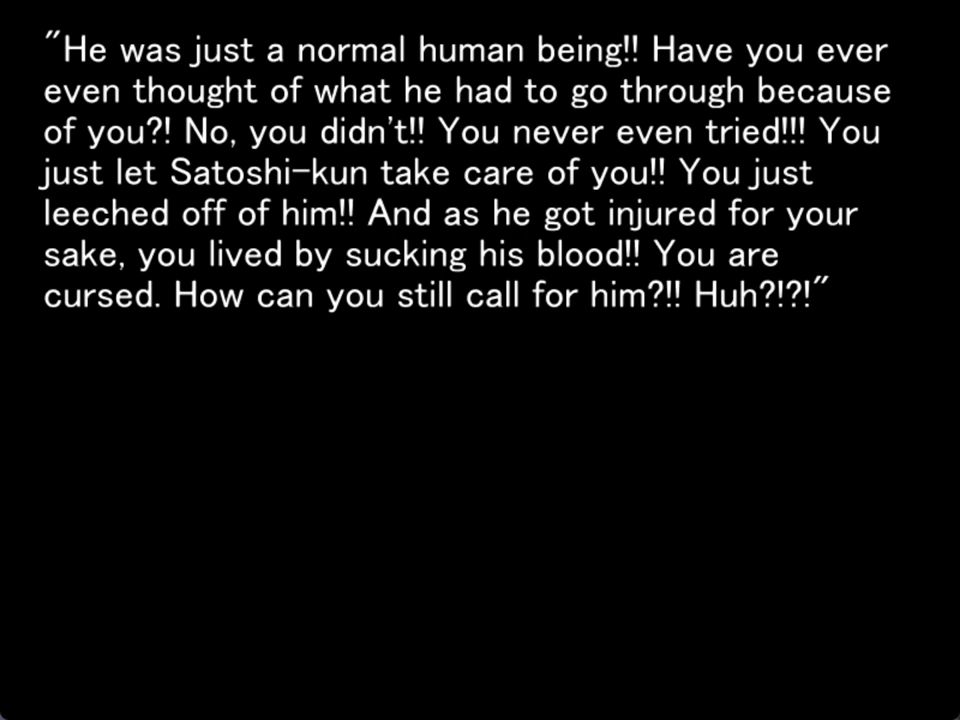 "He was just a normal human being!! Have you ever
even thought of what he had to go through because
of you?! No, you didn't!! You never even tried!!! You
just let Satoshi-kun take care of you!! You just
leeched off of him!! And as he got injured for your
sake, you lived by sucking his blood!! You are
cursed. How can you still call for him?!! Huh?!?!"